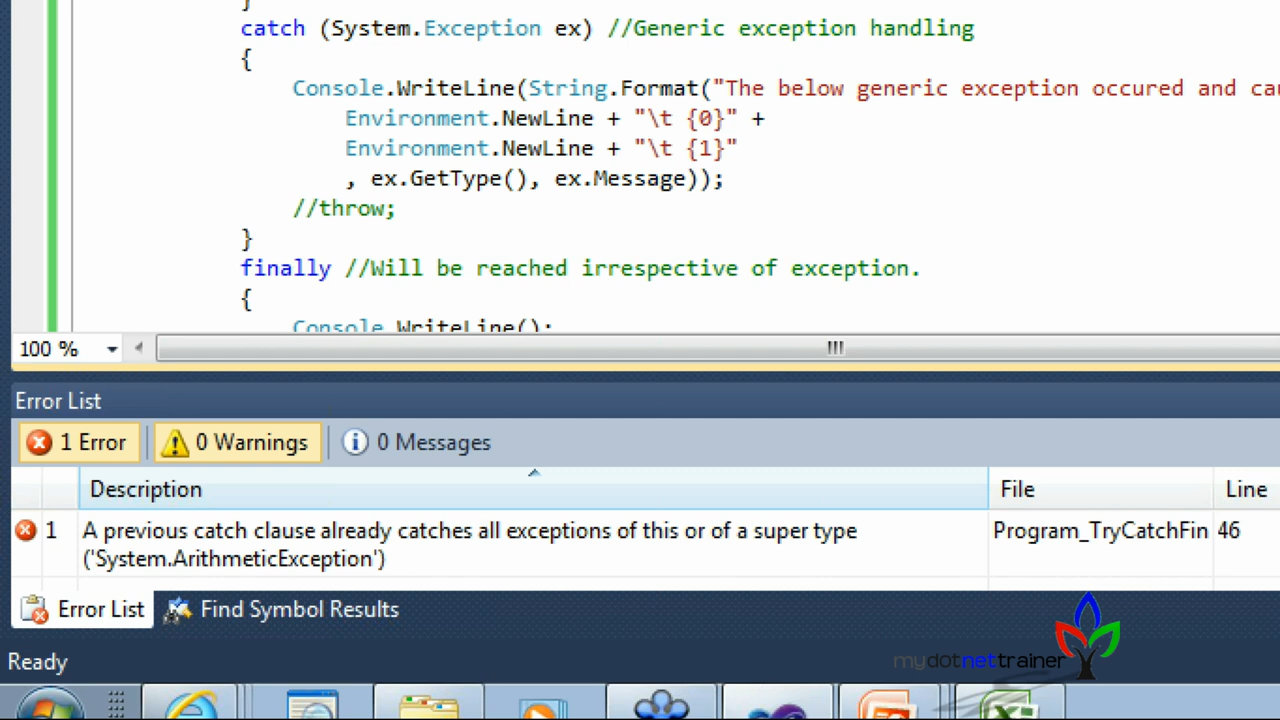 }
catch (System.Exception ex) //Generic exception handling
{
Console.WriteLine(String.Format("The below generic exception occured and cau
Environment.NewLine + "\t {0}" +
Environment.NewLine + "\t {1}"
, ex.GetType(), ex.Message));
//throw;
}
finally //Will be reached irrespective of exception.
{
Console.WriteLine();
100 %
Error List
1 Error 0 Warnings 0 Messages
Description File Line
1 A previous catch clause already catches all exceptions of this or of a super type ('System.ArithmeticException') Program_TryCatchFin 46
Error List Find Symbol Results
Ready
mydotnettrainer